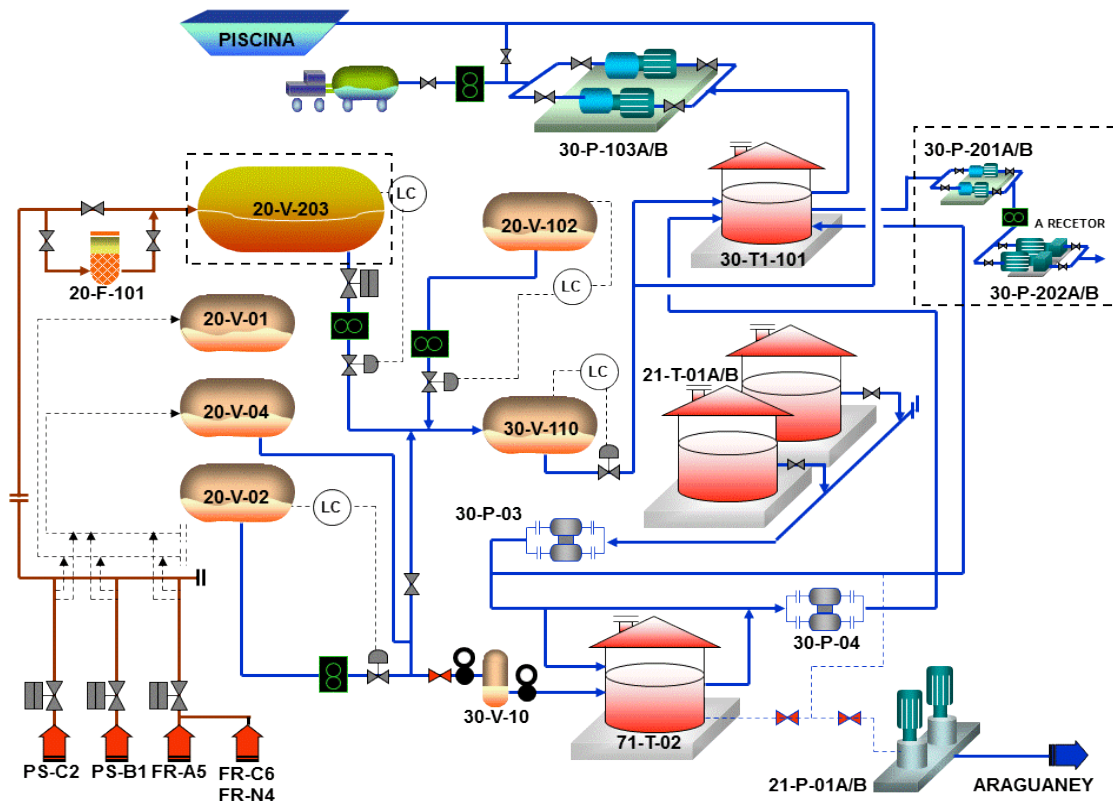 PISCINA
30-P-103A/B
30-P-201A/B
20-V-203
LC
20-V-102
A RECETOR
30-T1-101
20-F-101
LC
30-P-202A/B
20-V-01
21-T-01A/B
LC
20-V-04
30-V-110
20-V-02
LC
30-P-03
30-P-04
30-V-10
71-T-02
PS-C2
PS-B1
FR-A5
FR-C6
FR-N4
21-P-01A/B
ARAGUANEY